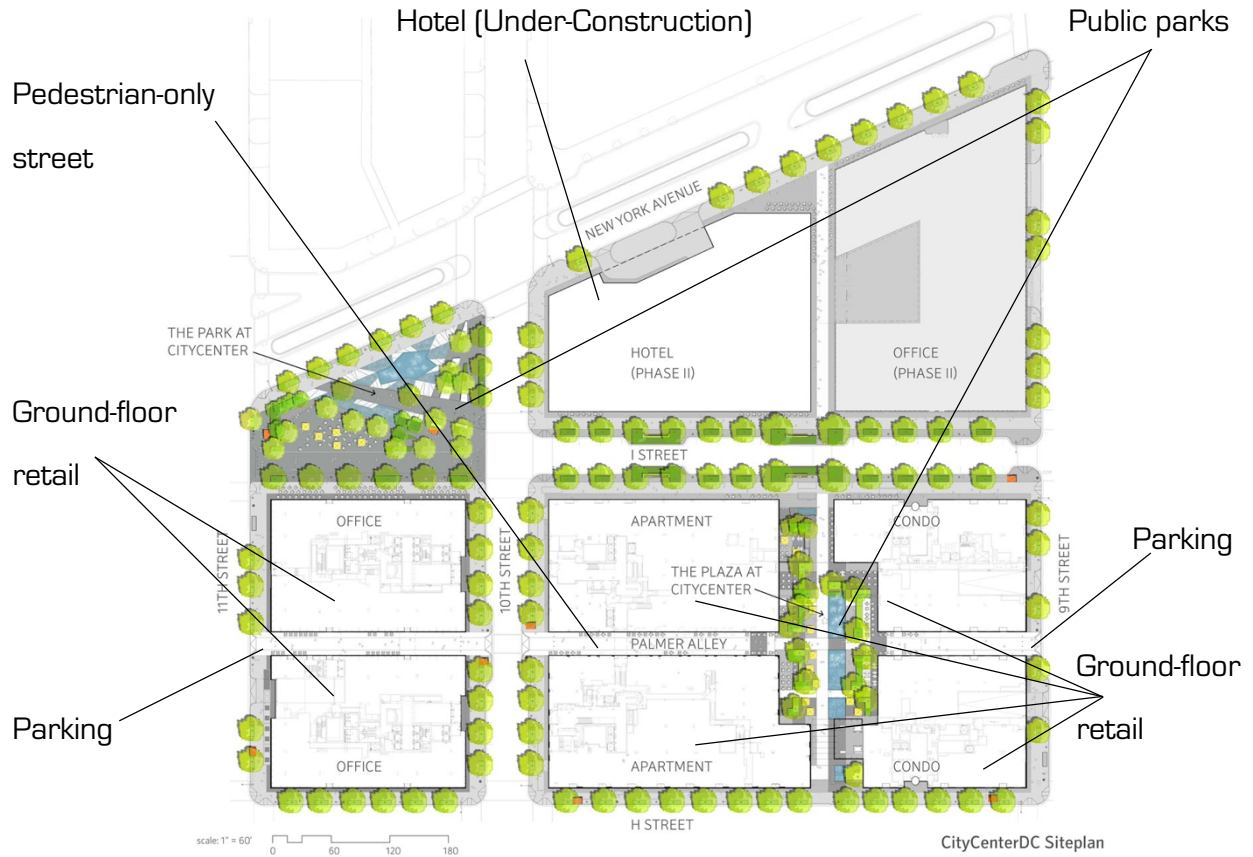 Hotel (Under-Construction)
Public parks
Pedestrian-only
street
NEW YORK AVENUE
THE PARK AT
CITYCENTER
HOTEL
(PHASE II)
OFFICE
(PHASE II)
Ground-floor
retail
I STREET
OFFICE
APARTMENT
CONDO
11TH STREET
10TH STREET
9TH STREET
Parking
THE PLAZA AT
CITYCENTER
PALMER ALLEY
Ground-floor
retail
Parking
OFFICE
APARTMENT
CONDO
H STREET
scale: 1" = 60'
0 60 120 180
CityCenterDC Siteplan